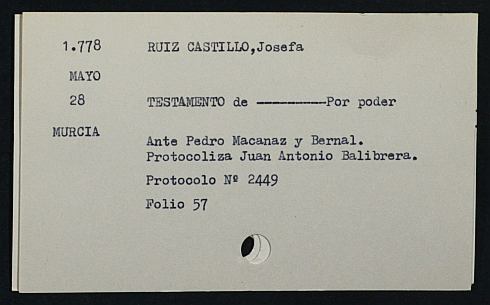 1.778 RUIZ CASTILLO,Josefa
MAYO
28 TESTAMENTO de ----------Por poder
MURCIA
Ante Pedro Macanaz y Bernal.
Protocoliza Juan Antonio Balibrera.
Protocolo Nº 2449
Folio 57